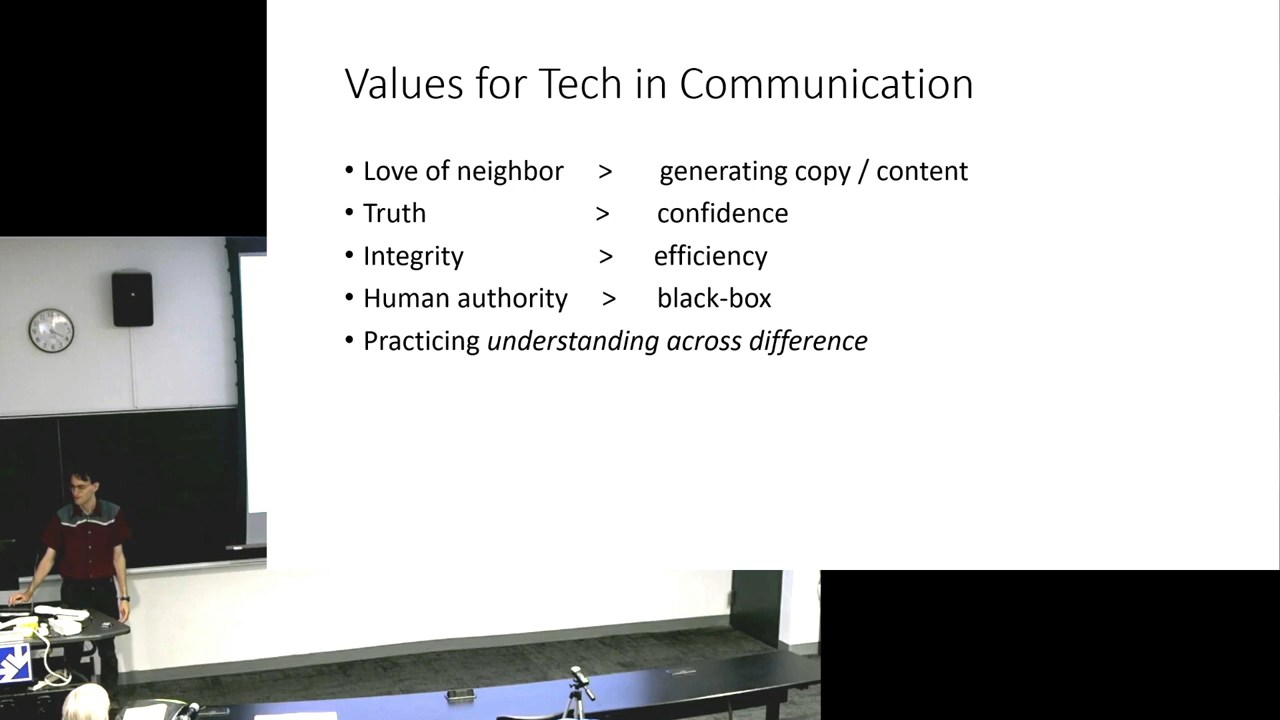 Values for Tech in Communication
• Love of neighbor > generating copy / content
• Truth > confidence
• Integrity > efficiency
• Human authority > black-box
• Practicing understanding across difference